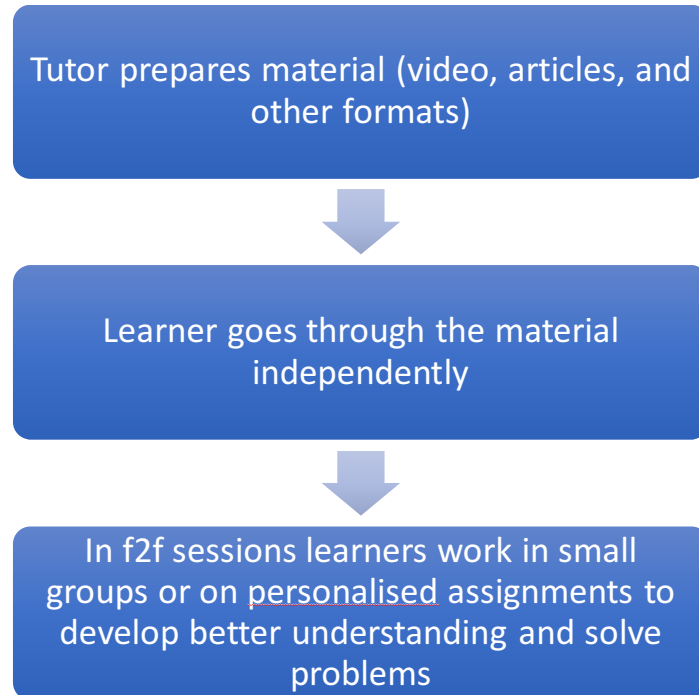 Tutor prepares material (video, articles, and
other formats)
Learner goes through the material
independently
In f2f sessions learners work in small
groups or on personalised assignments to
develop better understanding and solve
problems